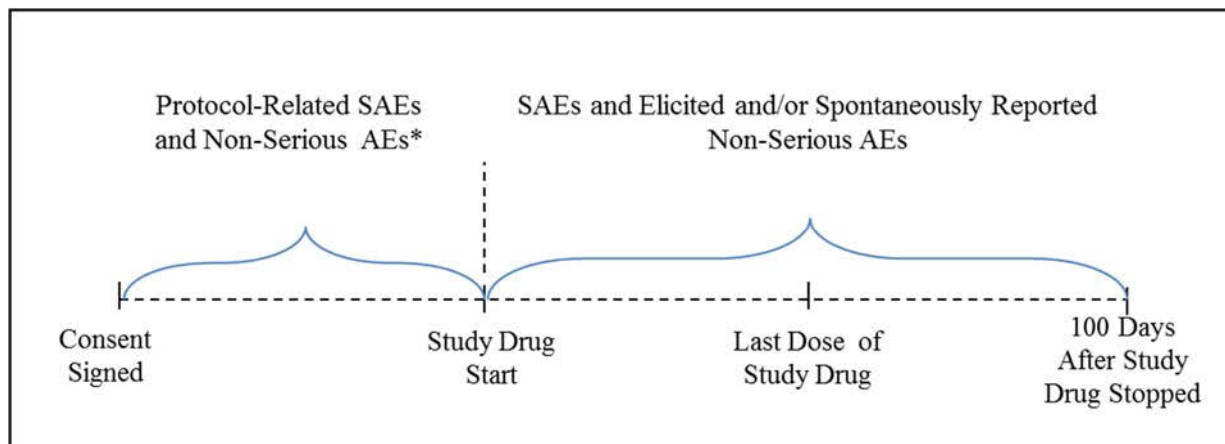 Protocol-Related SAEs
and Non-Serious AEs*
SAEs and Elicited and/or Spontaneously Reported
Non-Serious AEs
Consent
Signed
Study Drug
Start
Last Dose of
Study Drug
100 Days
After Study
Drug Stopped